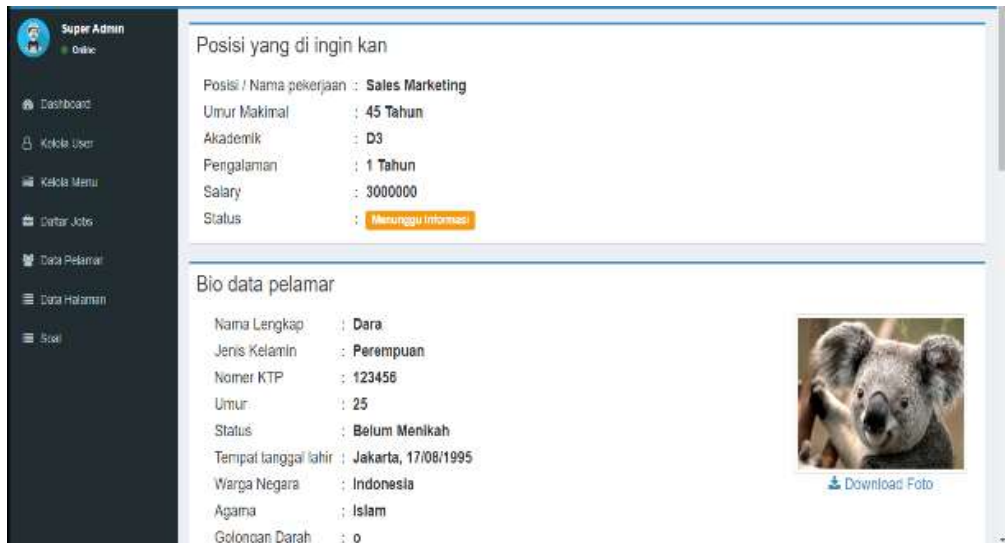 Super Admin
Online
Dashboard
Kelola User
Kelola Menu
Daftar Jobs
Data Pelamar
Data Halaman
Soal
Posisi yang di ingin kan
Posisi / Nama pekerjaan : Sales Marketing
Umur Makimal : 45 Tahun
Akademik : D3
Pengalaman : 1 Tahun
Salary : 3000000
Status : Menunggu Informasi
Bio data pelamar
Nama Lengkap : Dara
Jenis Kelamin : Perempuan
Nomer KTP : 123456
Umur : 25
Status : Belum Menikah
Tempat tanggal lahir : Jakarta, 17/08/1995
Warga Negara : Indonesia
Agama : Islam
Golongan Darah : o
Download Foto